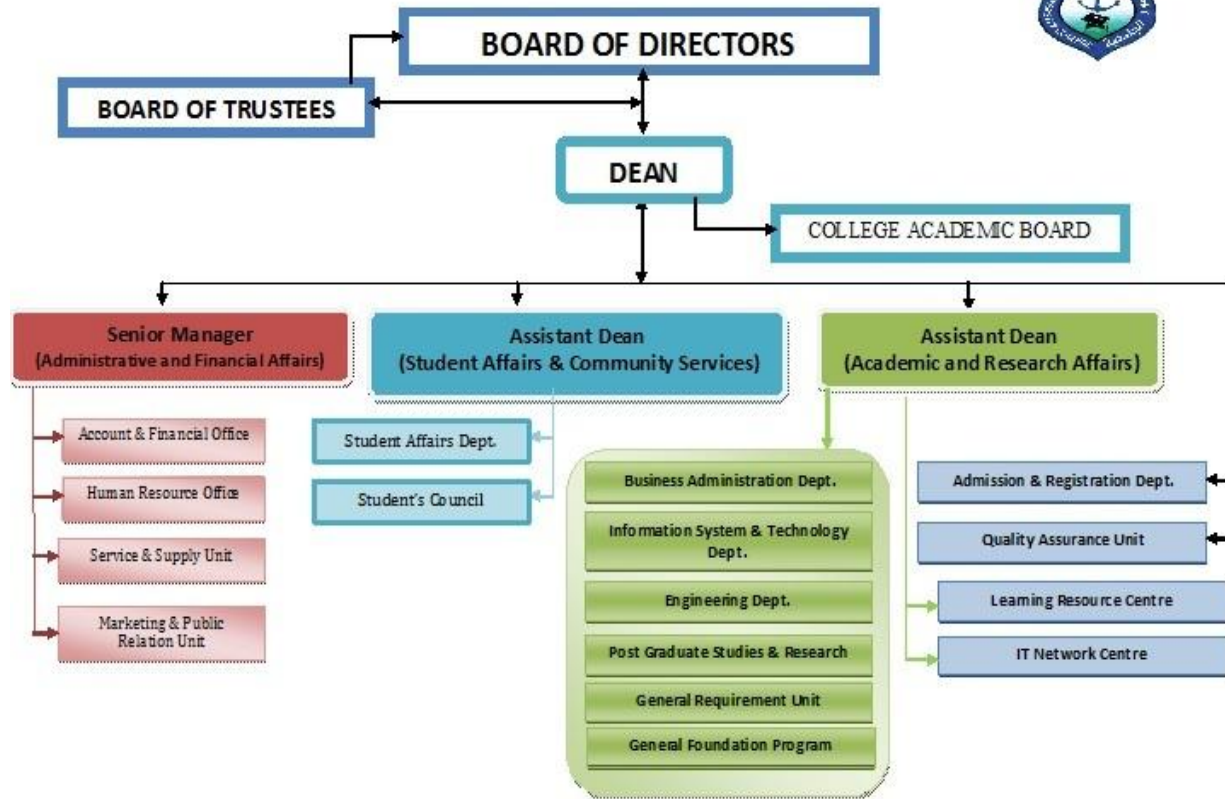 BOARD OF DIRECTORS
BOARD OF TRUSTEES
DEAN
COLLEGE ACADEMIC BOARD
Senior Manager
(Administrative and Financial Affairs)
Assistant Dean
(Student Affairs & Community Services)
Assistant Dean
(Academic and Research Affairs)
Account & Financial Office
Human Resource Office
Service & Supply Unit
Marketing & Public
Relation Unit
Student Affairs Dept.
Student's Council
Business Administration Dept.
Information System & Technology
Dept.
Engineering Dept.
Post Graduate Studies & Research
General Requirement Unit
General Foundation Program
Admission & Registration Dept.
Quality Assurance Unit
Learning Resource Centre
IT Network Centre